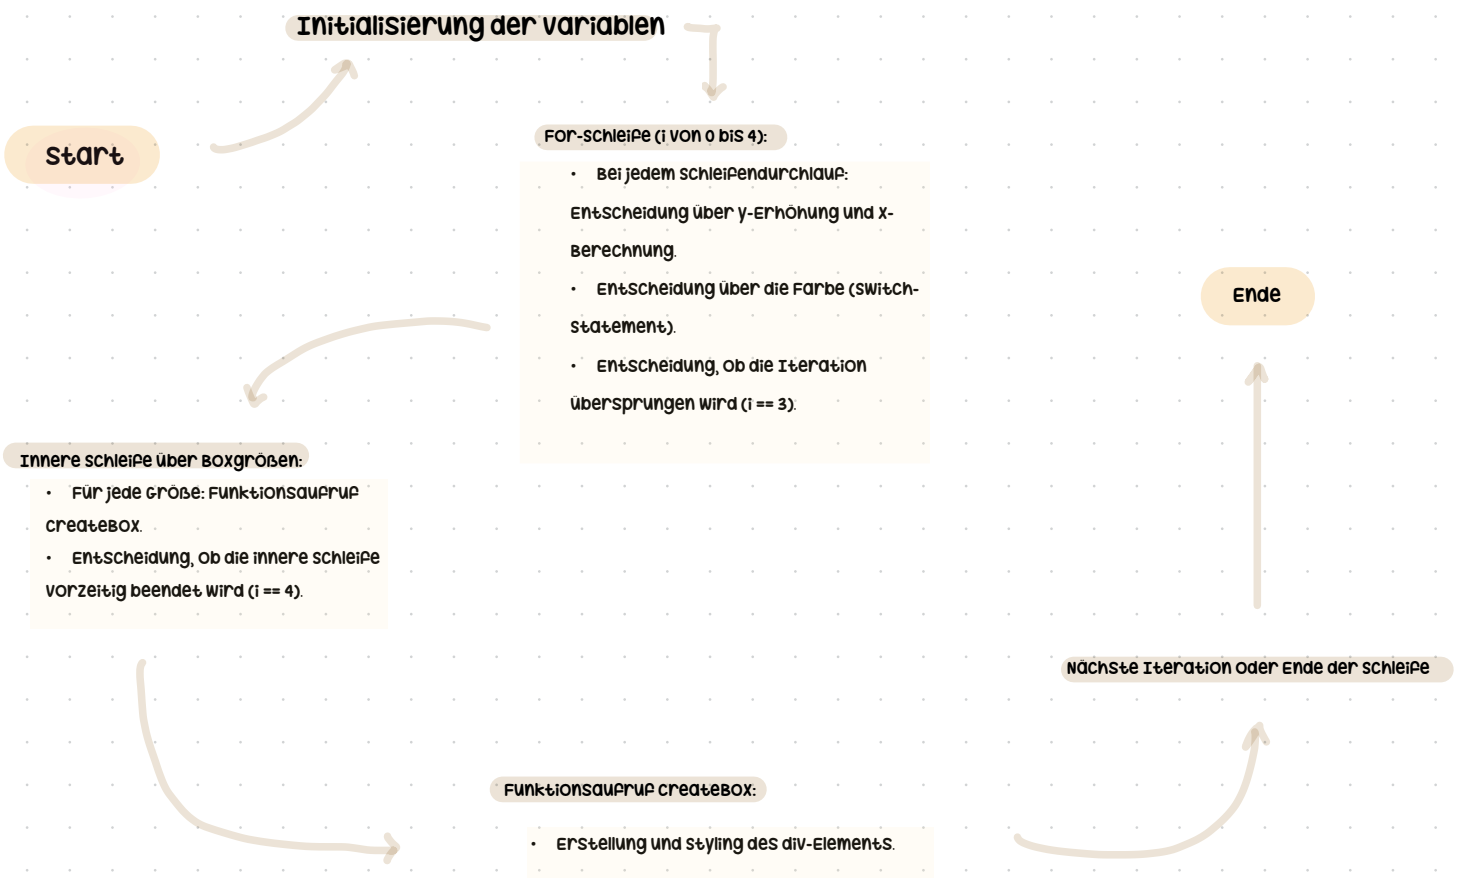 Start
Initialisierung der Variablen
For-Schleife (i von 0 bis 4):
• Bei jedem Schleifendurchlauf:
Entscheidung über y-Erhöhung und x-
Berechnung.
• Entscheidung über die Farbe (Switch-
Statement).
• Entscheidung, ob die Iteration
übersprungen wird (i == 3).
Innere Schleife über Boxgrößen:
• Für jede Größe: Funktionsaufruf
createBox.
• Entscheidung, ob die innere Schleife
vorzeitig beendet wird (i == 4).
Funktionsaufruf createBox:
• Erstellung und Styling des div-Elements.
Nächste Iteration oder Ende der Schleife
Ende